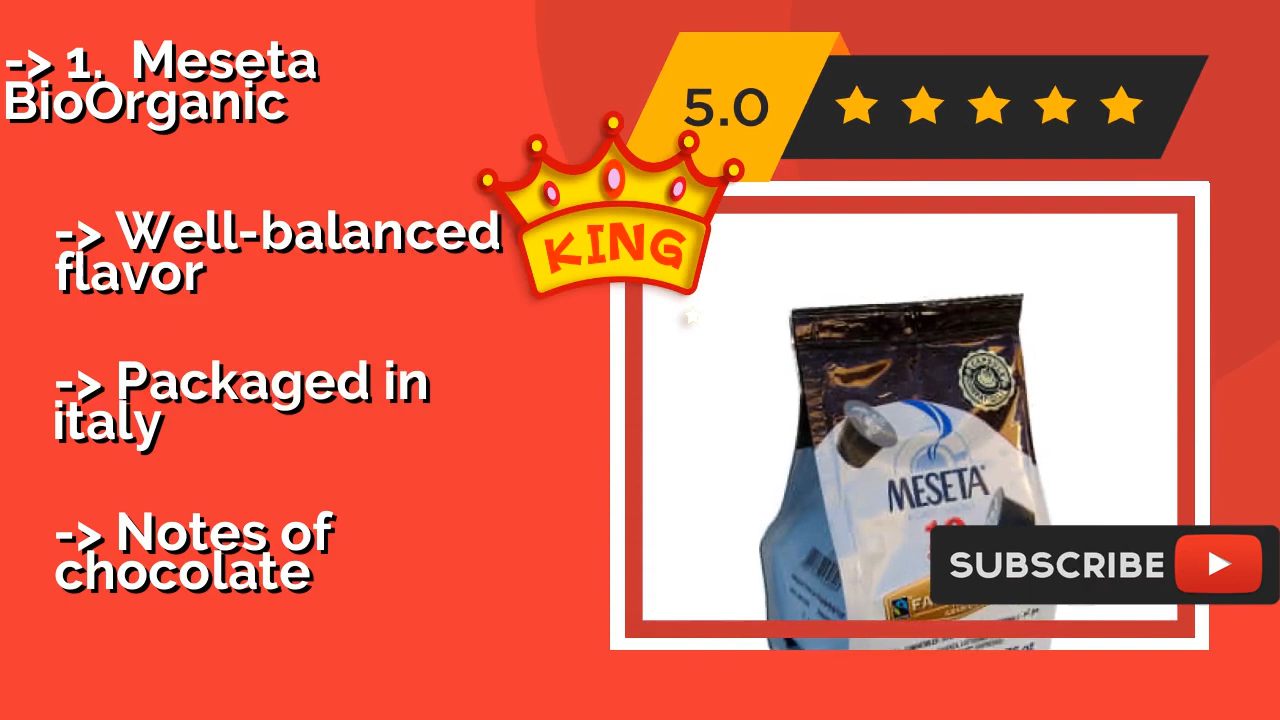 -> 1.  Meseta
BioOrganic
5.0
KING
-> Well-balanced
flavor
-> Packaged in
italy
MESETA
SUBSCRIBE
-> Notes of
chocolate